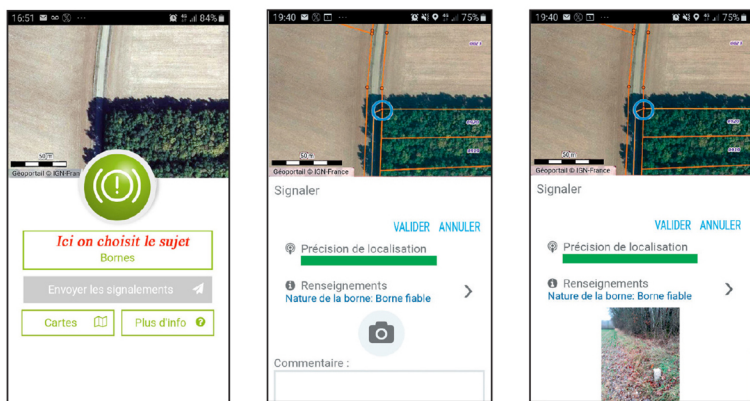 16:51 84%
50 m
Géoportail © IGN-Fran
Ici on choisit le sujet
Bornes
Envoyer les signalements
Cartes
Plus d'info
19:40 75%
50 m
Géoportail © IGN-France
Signaler
VALIDER ANNULER
Précision de localisation
Renseignements
Nature de la borne: Borne fiable
Commentaire :
19:40 75%
50 m
Géoportail © IGN-France
Signaler
VALIDER ANNULER
Précision de localisation
Renseignements
Nature de la borne: Borne fiable